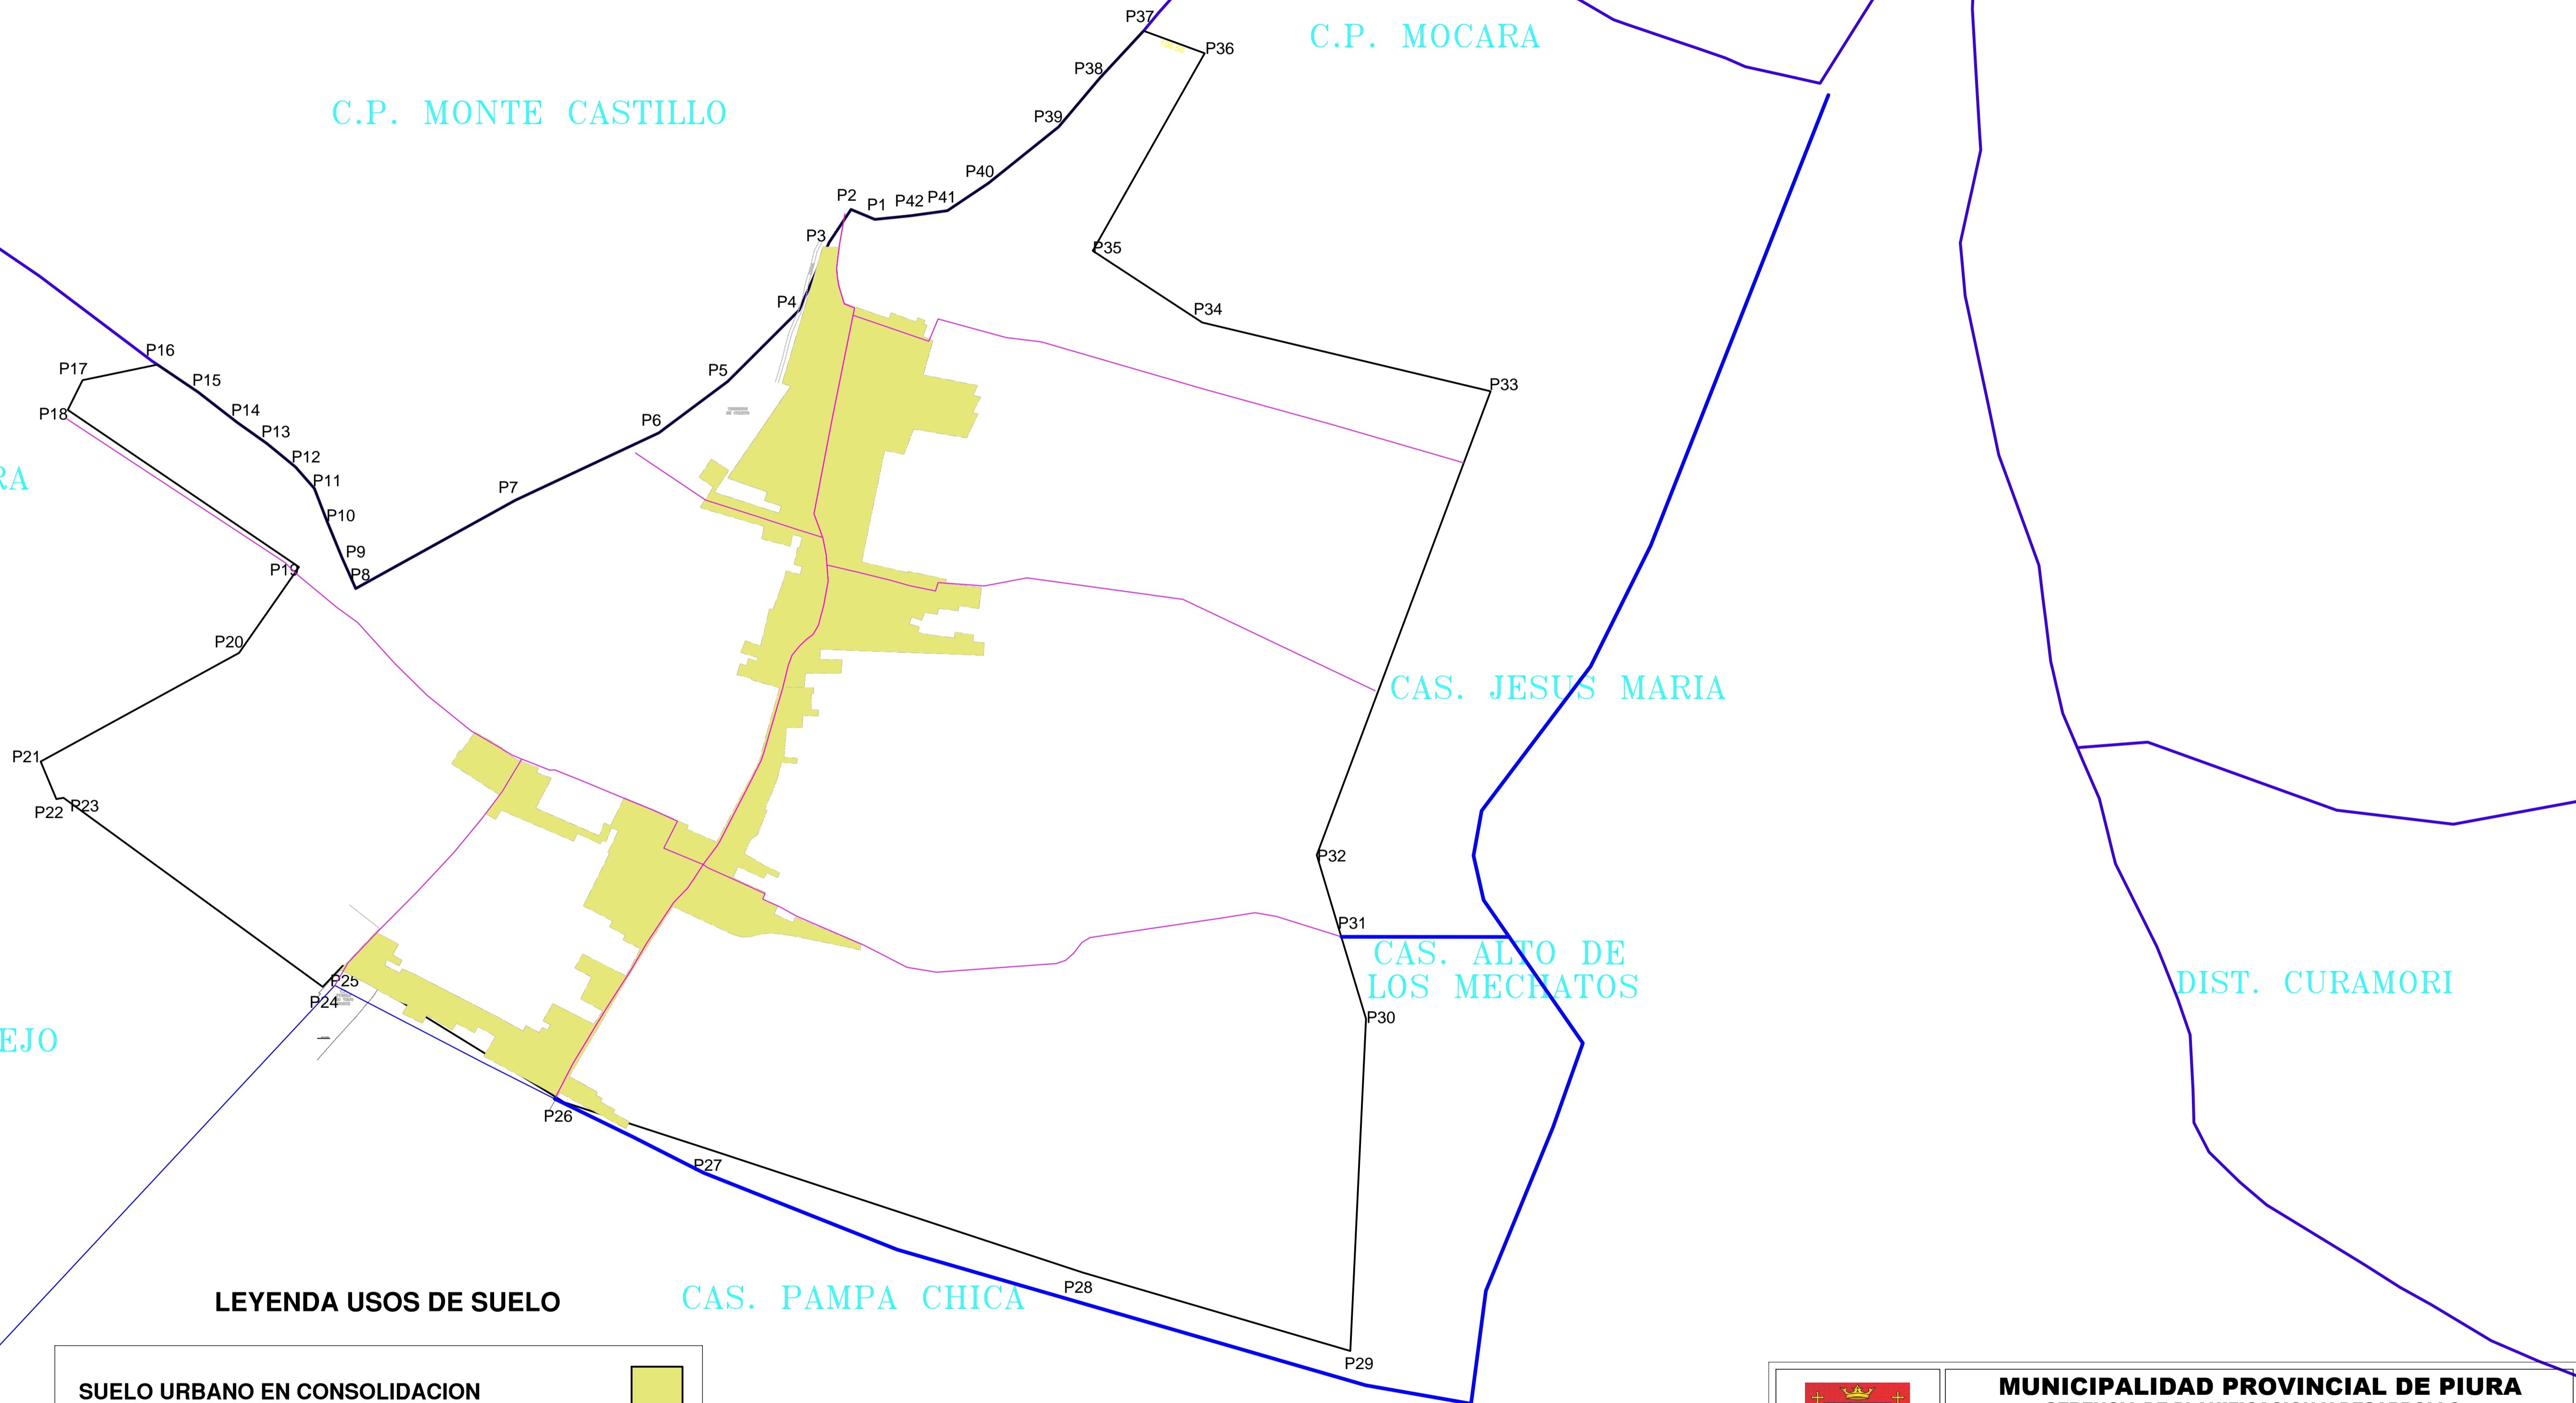 P37
C.P. MOCARA
P36
P38
C.P. MONTE CASTILLO
P39
P40
P2
P1
P42
P41
P3
P35
P4
P34
P16
P17
P5
P15
P33
P18
P14
P6
P13
P12
RA
P11
P7
P10
P9
P19
P8
P20
CAS. JESUS MARIA
P21
P23
P22
P32
P31
CAS. ALTO DE
LOS MECHATOS
P25
DIST. CURAMORI
P24
P30
EJO
P26
P27
P28
CAS. PAMPA CHICA
LEYENDA USOS DE SUELO
P29
SUELO URBANO EN CONSOLIDACION
MUNICIPALIDAD PROVINCIAL DE PIURA